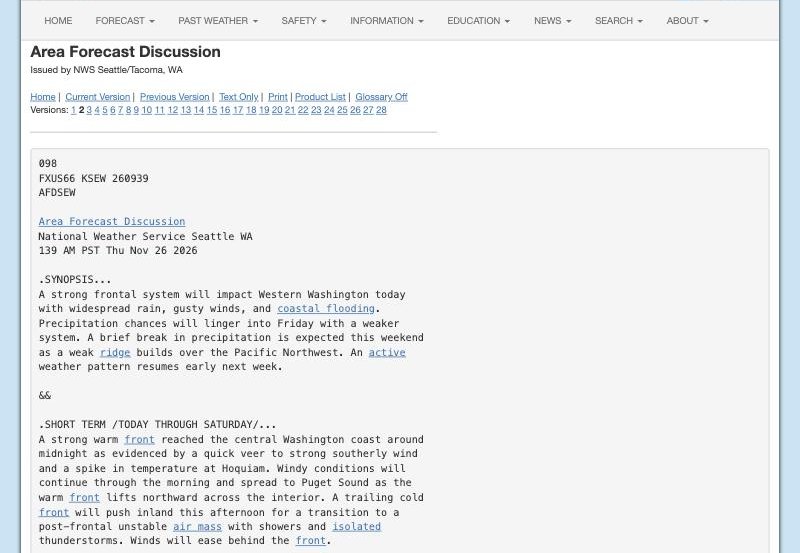 HOME FORECAST PAST WEATHER SAFETY INFORMATION EDUCATION NEWS SEARCH ABOUT
Area Forecast Discussion
Issued by NWS Seattle/Tacoma, WA
Home | Current Version | Previous Version | Text Only | Print | Product List | Glossary Off
Versions: 1 2 3 4 5 6 7 8 9 10 11 12 13 14 15 16 17 18 19 20 21 22 23 24 25 26 27 28
098
FXUS66 KSEW 260939
AFDSEW
Area Forecast Discussion
National Weather Service Seattle WA
139 AM PST Thu Nov 26 2026
.SYNOPSIS...
A strong frontal system will impact Western Washington today
with widespread rain, gusty winds, and coastal flooding.
Precipitation chances will linger into Friday with a weaker
system. A brief break in precipitation is expected this weekend
as a weak ridge builds over the Pacific Northwest. An active
weather pattern resumes early next week.
&&
.SHORT TERM /TODAY THROUGH SATURDAY/...
A strong warm front reached the central Washington coast around
midnight as evidenced by a quick veer to strong southerly wind
and a spike in temperature at Hoquiam. Windy conditions will
continue through the morning and spread to Puget Sound as the
warm front lifts northward across the interior. A trailing cold
front will push inland this afternoon for a transition to a
post-frontal unstable air mass with showers and isolated
thunderstorms. Winds will ease behind the front.